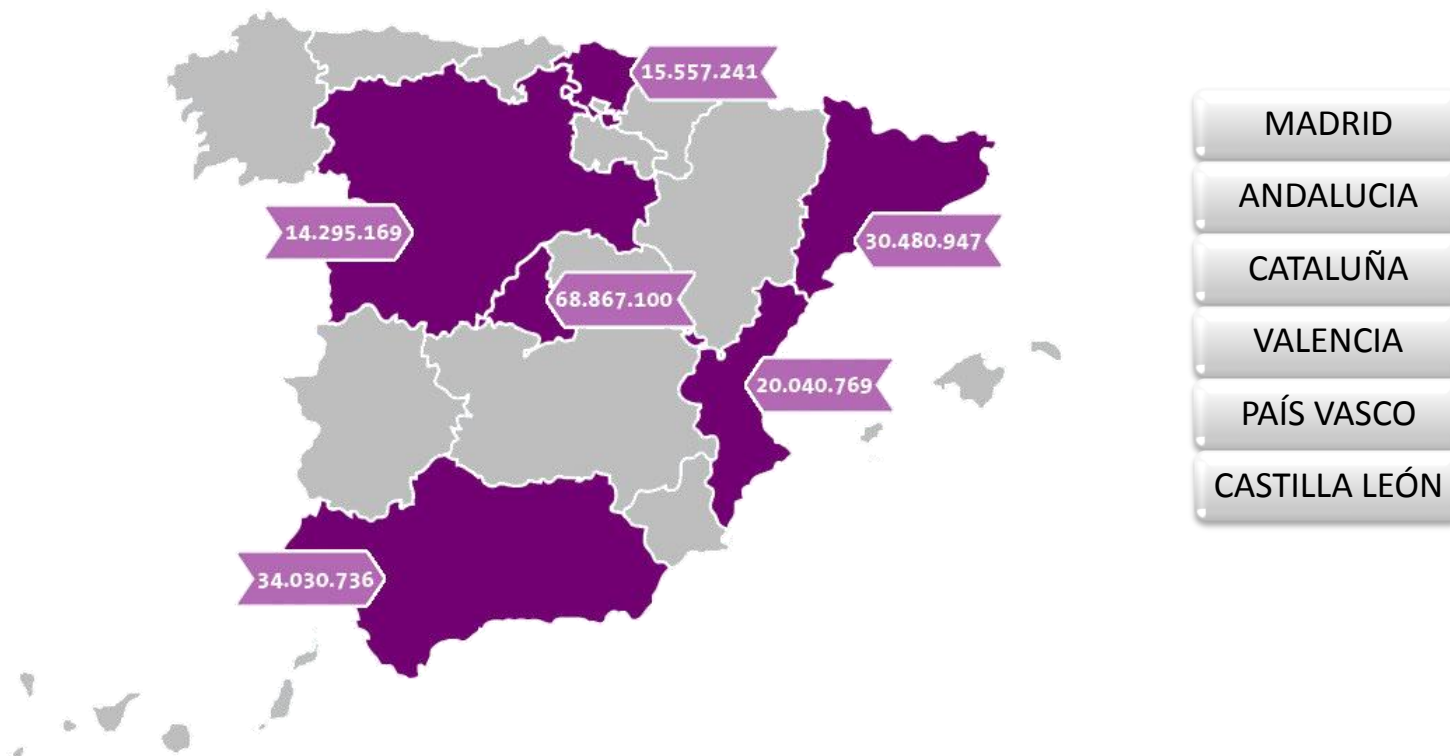 15.557.241
14.295.169
30.480.947
68.867.100
20.040.769
34.030.736
MADRID
ANDALUCIA
CATALUÑA
VALENCIA
PAÍS VASCO
CASTILLA LEÓN